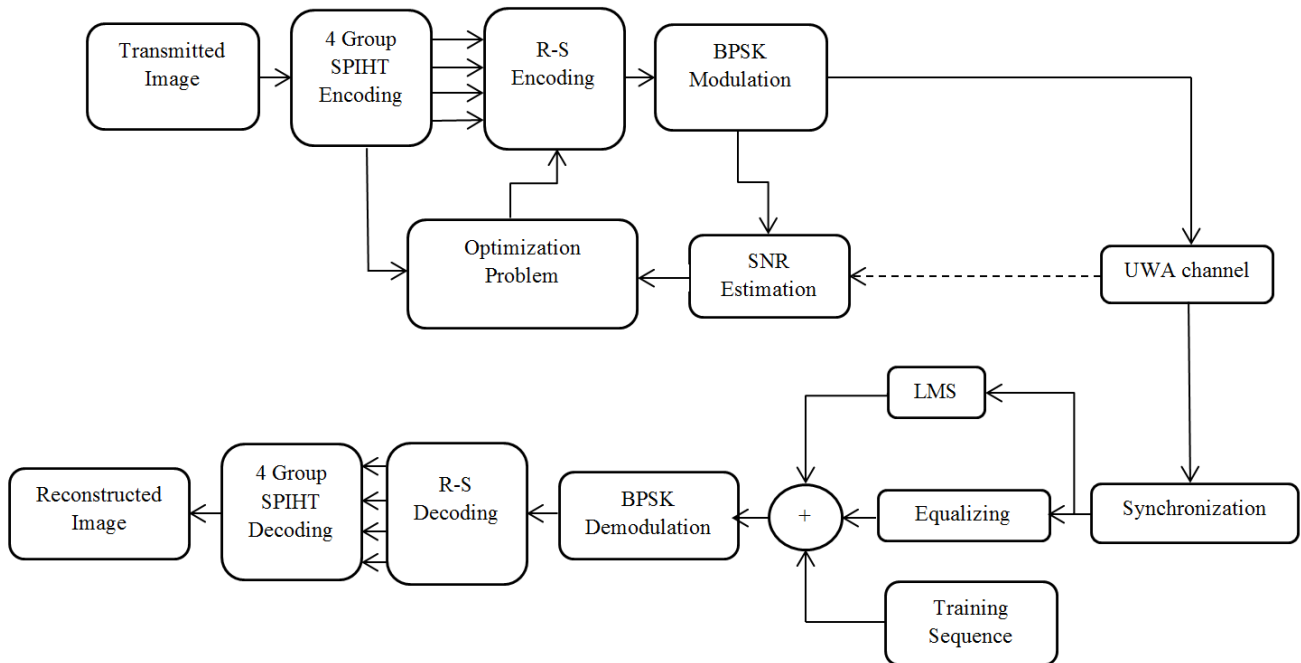 Transmitted
Image
4 Group
SPIHT
Encoding
R-S
Encoding
BPSK
Modulation
Optimization
Problem
SNR
Estimation
UWA channel
LMS
Reconstructed
Image
4 Group
SPIHT
Decoding
R-S
Decoding
BPSK
Demodulation
+
Equalizing
Synchronization
Training
Sequence